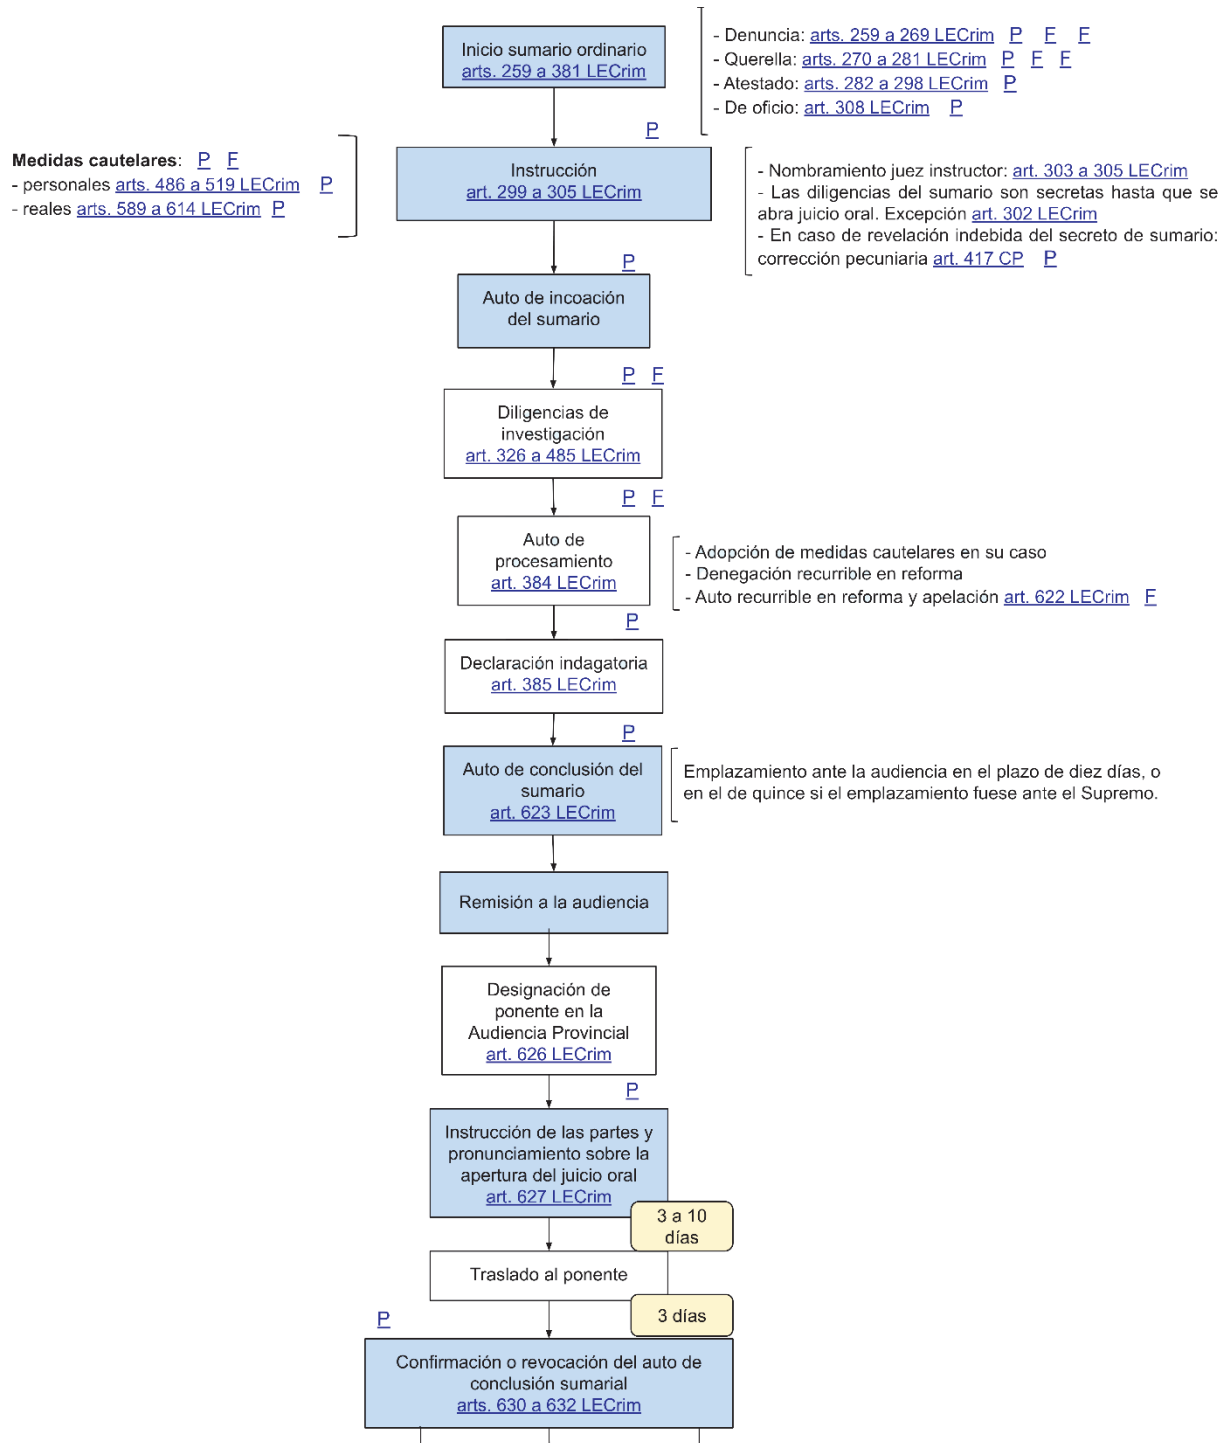 Inicio sumario ordinario
arts. 259 a 381 LECrim
- Denuncia: arts. 259 a 269 LECrim P F F
- Querella: arts. 270 a 281 LECrim P F F
- Atestado: arts. 282 a 298 LECrim P
- De oficio: art. 308 LECrim P
P
Medidas cautelares: P F
- personales arts. 486 a 519 LECrim P
- reales arts. 589 a 614 LECrim P
Instrucción
art. 299 a 305 LECrim
- Nombramiento juez instructor: art. 303 a 305 LECrim
- Las diligencias del sumario son secretas hasta que se
abra juicio oral. Excepción art. 302 LECrim
- En caso de revelación indebida del secreto de sumario:
corrección pecuniaria art. 417 CP P
P
Auto de incoación
del sumario
P F
Diligencias de
investigación
art. 326 a 485 LECrim
P F
Auto de
procesamiento
art. 384 LECrim
- Adopción de medidas cautelares en su caso
- Denegación recurrible en reforma
- Auto recurrible en reforma y apelación art. 622 LECrim F
P
Declaración indagatoria
art. 385 LECrim
P
Auto de conclusión del
sumario
art. 623 LECrim
Emplazamiento ante la audiencia en el plazo de diez días, o
en el de quince si el emplazamiento fuese ante el Supremo.
Remisión a la audiencia
Designación de
ponente en la
Audiencia Provincial
art. 626 LECrim
P
Instrucción de las partes y
pronunciamiento sobre la
apertura del juicio oral
art. 627 LECrim
3 a 10
días
Traslado al ponente
3 días
P
Confirmación o revocación del auto de
conclusión sumarial
arts. 630 a 632 LECrim